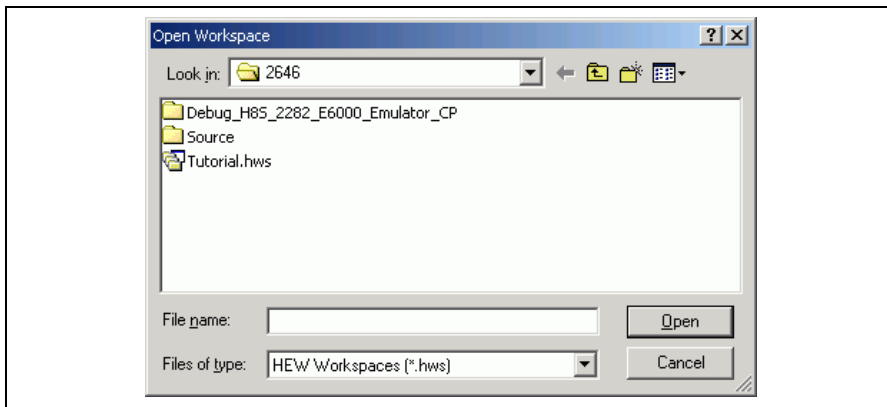 Open Workspace
Look in: 2646
Debug_H8S_2282_E6000_Emulator_CP
Source
Tutorial.hws
File name:
Open
Files of type: HEW Workspaces (*.hws)
Cancel